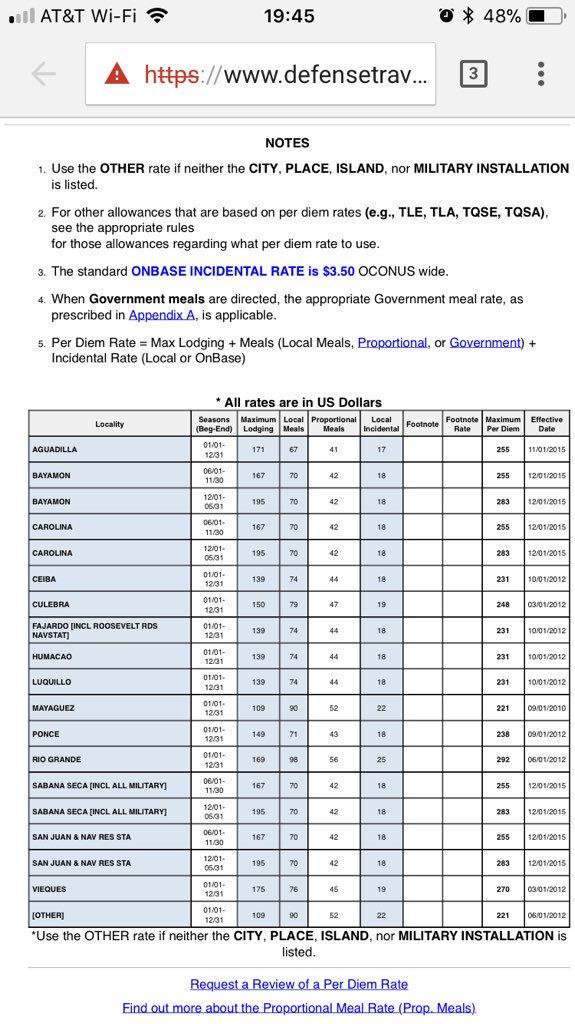 AT&T Wi-Fi 19:45 48%
https://www.defensetrav... 3
NOTES
1. Use the OTHER rate if neither the CITY, PLACE, ISLAND, nor MILITARY INSTALLATION
is listed.
2. For other allowances that are based on per diem rates (e.g., TLE, TLA, TQSE, TQSA),
see the appropriate rules
for those allowances regarding what per diem rate to use.
3. The standard ONBASE INCIDENTAL RATE is $3.50 OCONUS wide.
4. When Government meals are directed, the appropriate Government meal rate, as
prescribed in Appendix A, is applicable.
5. Per Diem Rate = Max Lodging + Meals (Local Meals, Proportional, or Government) +
Incidental Rate (Local or OnBase)
* All rates are in US Dollars
Locality Seasons (Beg-End) Maximum Lodging Local Meals Proportional Meals Local Incidental Footnote Footnote Rate Maximum Per Diem Effective Date
AGUADILLA 01/01-12/31 171 67 41 17 255 11/01/2015
BAYAMON 06/01-11/30 167 70 42 18 255 12/01/2015
BAYAMON 12/01-05/31 195 70 42 18 283 12/01/2015
CAROLINA 06/01-11/30 167 70 42 18 255 12/01/2015
CAROLINA 12/01-05/31 195 70 42 18 283 12/01/2015
CEIBA 01/01-12/31 139 74 44 18 231 10/01/2012
CULEBRA 01/01-12/31 150 79 47 19 248 03/01/2012
FAJARDO [INCL ROOSEVELT RDS NAVSTAT] 01/01-12/31 139 74 44 18 231 10/01/2012
HUMACAO 01/01-12/31 139 74 44 18 231 10/01/2012
LUQUILLO 01/01-12/31 139 74 44 18 231 10/01/2012
MAYAGUEZ 01/01-12/31 109 90 52 22 221 09/01/2010
PONCE 01/01-12/31 149 71 43 18 238 09/01/2012
RIO GRANDE 01/01-12/31 169 98 56 25 292 06/01/2012
SABANA SECA [INCL ALL MILITARY] 06/01-11/30 167 70 42 18 255 12/01/2015
SABANA SECA [INCL ALL MILITARY] 12/01-05/31 195 70 42 18 283 12/01/2015
SAN JUAN & NAV RES STA 06/01-11/30 167 70 42 18 255 12/01/2015
SAN JUAN & NAV RES STA 12/01-05/31 195 70 42 18 283 12/01/2015
VIEQUES 01/01-12/31 175 76 45 19 270 03/01/2012
[OTHER] 01/01-12/31 109 90 52 22 221 06/01/2012
*Use the OTHER rate if neither the CITY, PLACE, ISLAND, nor MILITARY INSTALLATION is
listed.
Request a Review of a Per Diem Rate
Find out more about the Proportional Meal Rate (Prop. Meals)